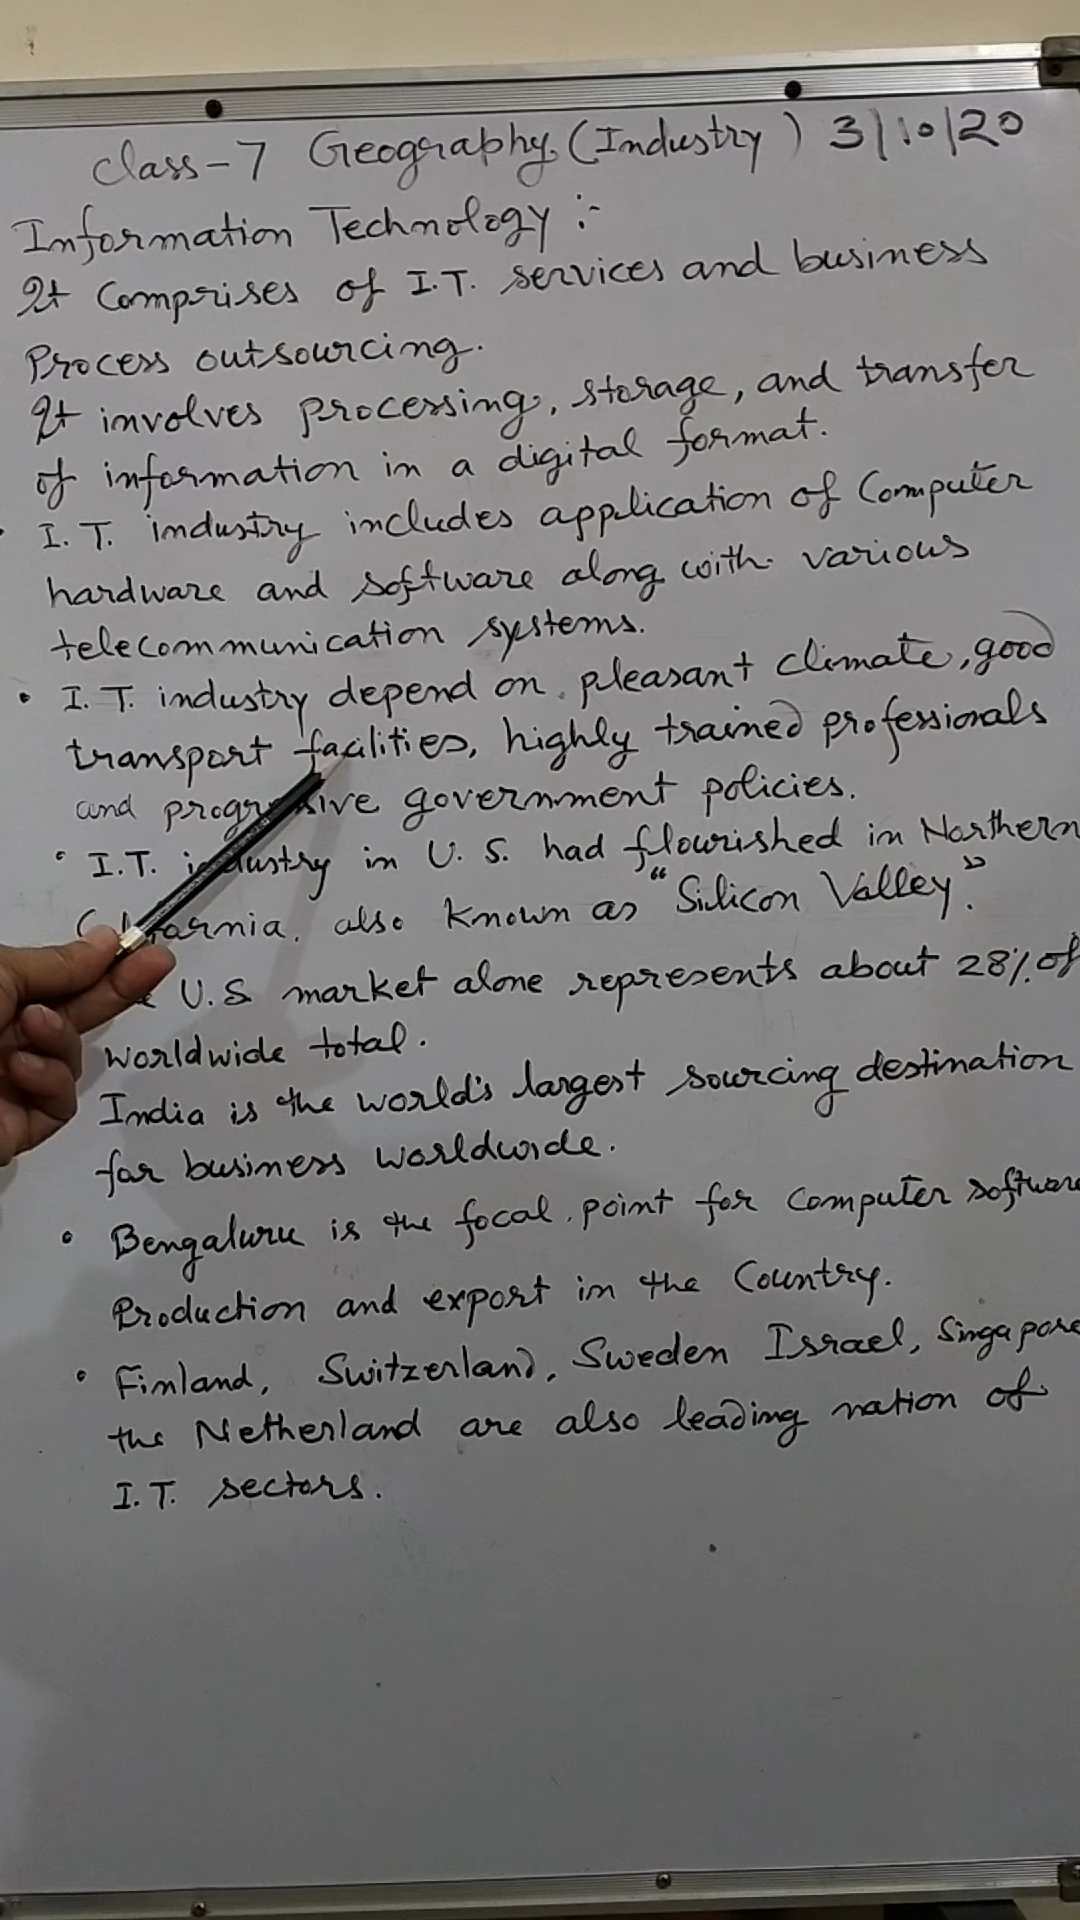 class-7 Geography (Industry) 3/10/20
Information Technology :-
It Comprises of I.T. services and business
Process outsourcing.
It involves processing, storage, and transfer
of information in a digital format.
• I.T. industry includes application of Computer
hardware and software along with various
telecommunication systems.
• I.T. industry depend on pleasant climate, good
transport facilities, highly trained professionals
and government policies.
• I.T. industry in U.S. had flourished in Northern
also known as "Silicon Valley".
U.S market alone represents about 28% of
worldwide total.
India is the world's largest sourcing destination
for business worldwide.
• Bengaluru is the focal point for Computer software
Production and export in the Country.
• Finland, Switzerland, Sweden Israel, Singapore
the Netherland are also leading nation of
I.T. sectors.